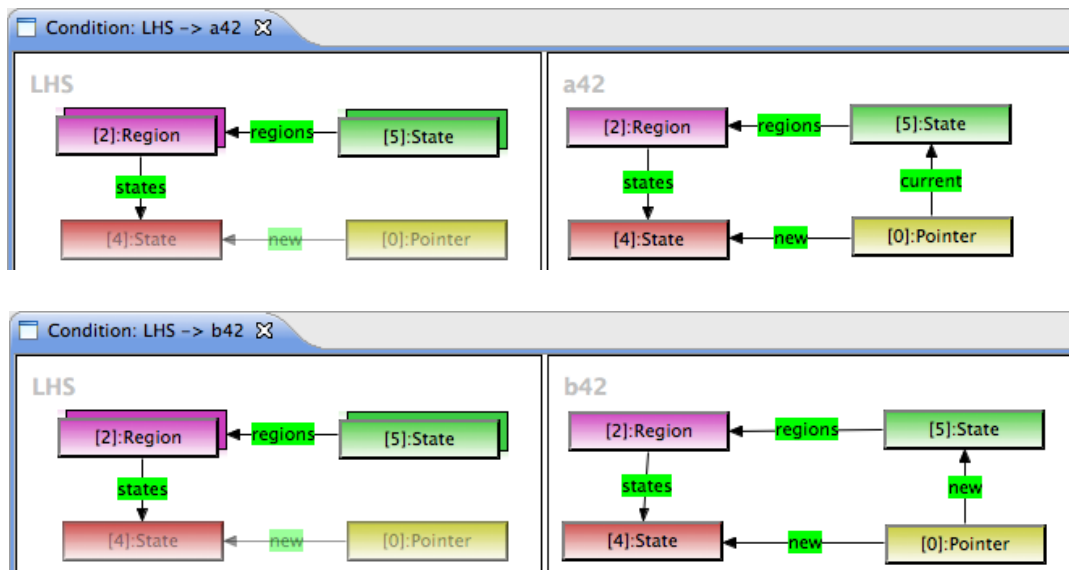 Condition: LHS -> a42
LHS
a42
[2]:Region regions [5]:State
[2]:Region regions [5]:State
states
states current
[4]:State new [0]:Pointer
[4]:State new [0]:Pointer
Condition: LHS -> b42
LHS
b42
[2]:Region regions [5]:State
[2]:Region regions [5]:State
states
states new
[4]:State new [0]:Pointer
[4]:State new [0]:Pointer